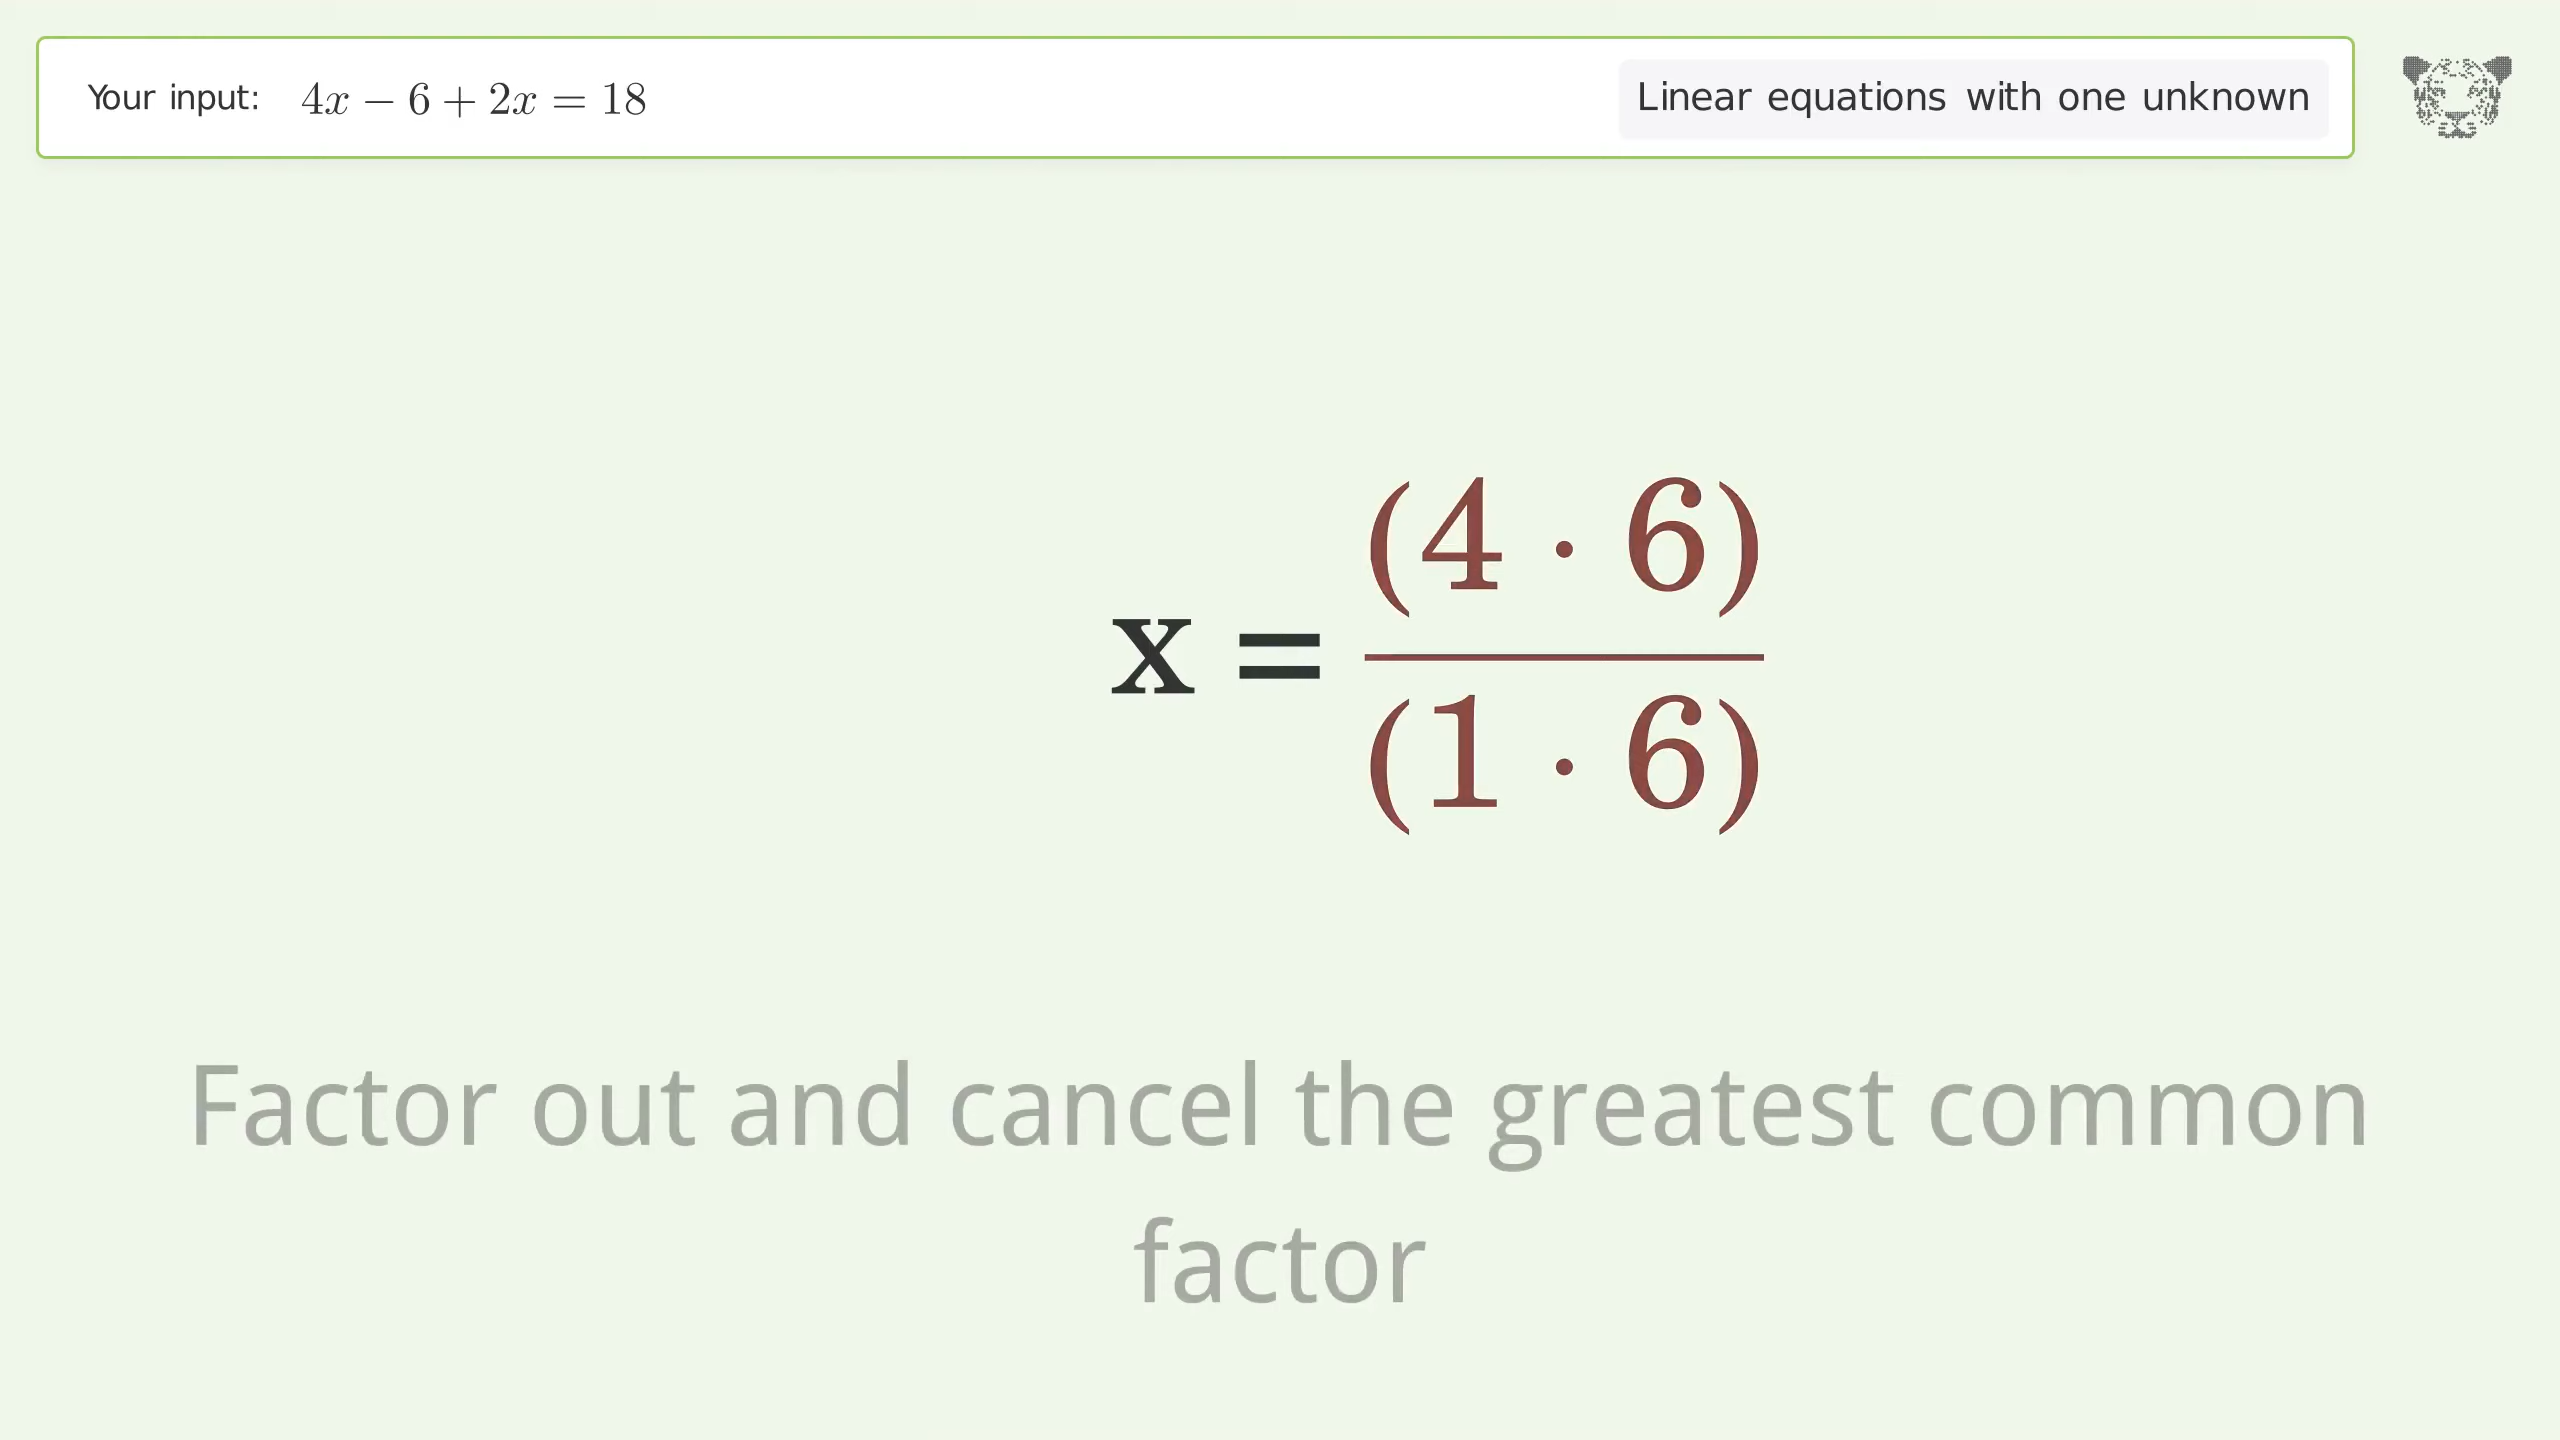 Your input: 4x − 6 + 2x = 18
Linear equations with one unknown
(4 · 6)
x =
(1 · 6)
Factor out and cancel the greatest common
factor